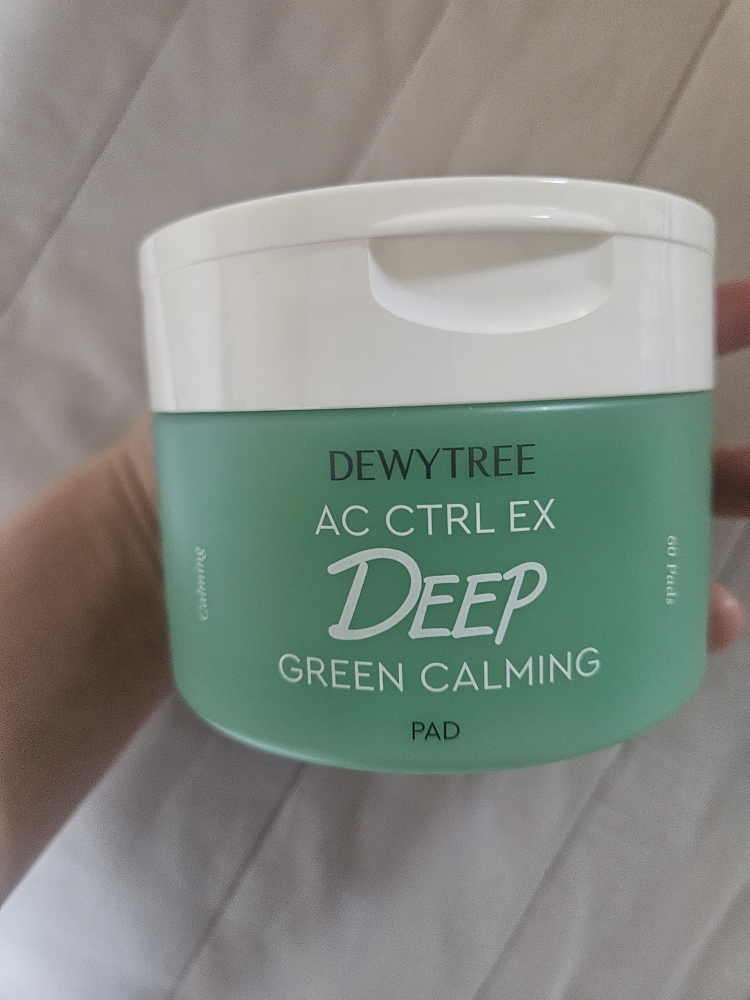 DEWYTREE
AC CTRL EX
DEEP
GREEN CALMING
PAD
Calming
60 Pads